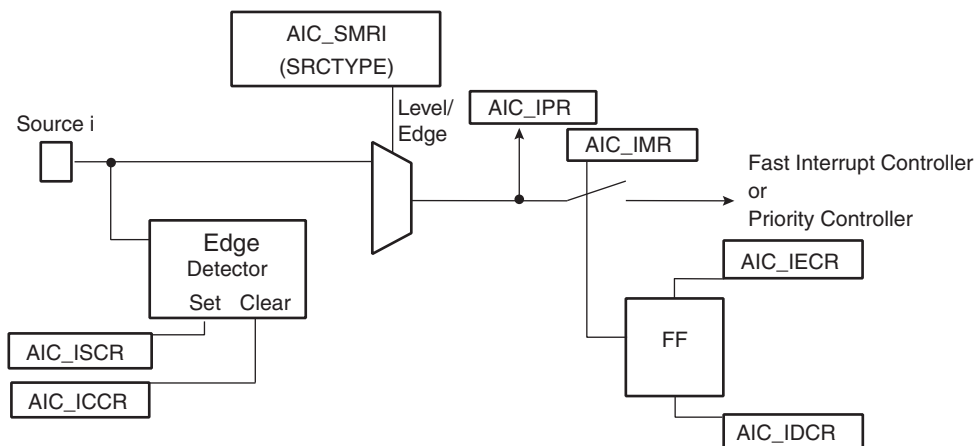 AIC_SMRI
(SRCTYPE)
Source i
Level/
Edge
AIC_IPR
AIC_IMR
Fast Interrupt Controller
or
Priority Controller
Edge
Detector
Set Clear
AIC_IECR
FF
AIC_ISCR
AIC_ICCR
AIC_IDCR